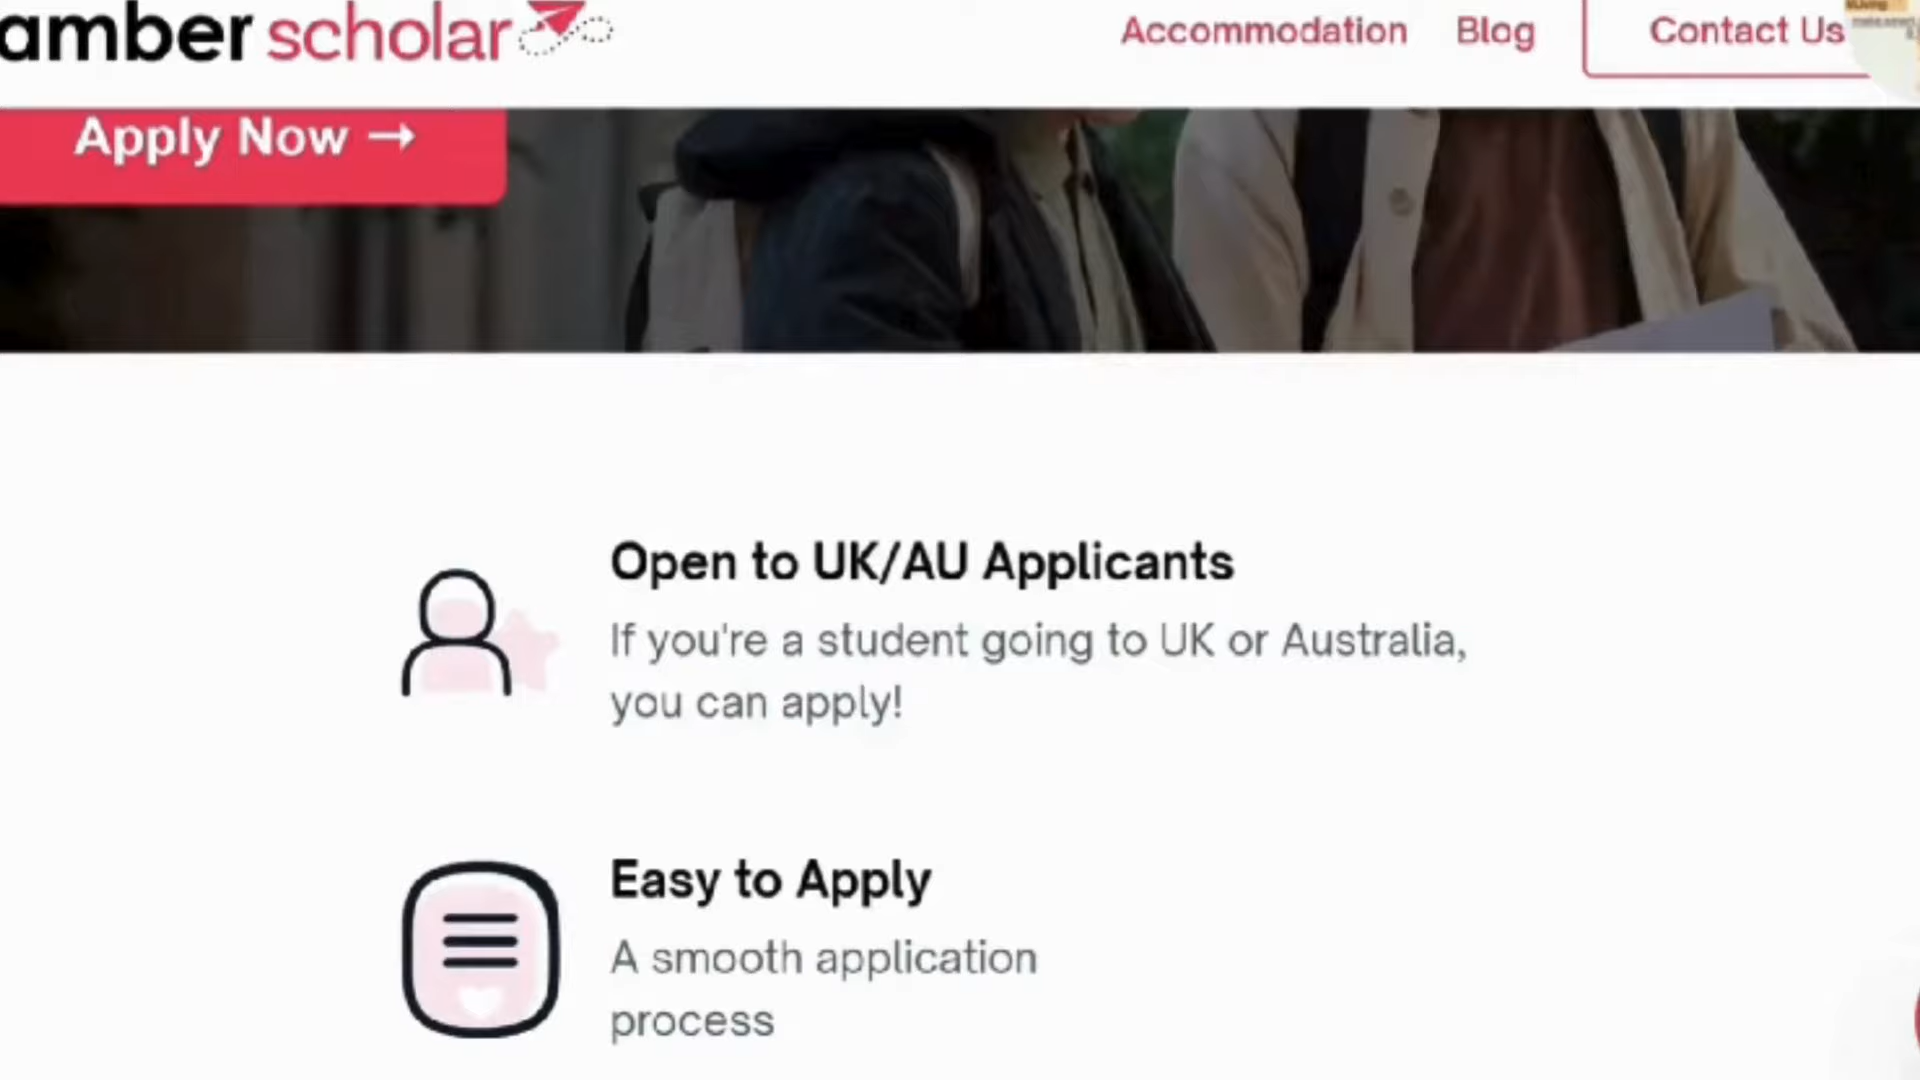 amber scholar
Accommodation
Blog
Contact Us
Apply Now →
Open to UK/AU Applicants
If you're a student going to UK or Australia,
you can apply!
Easy to Apply
A smooth application
process